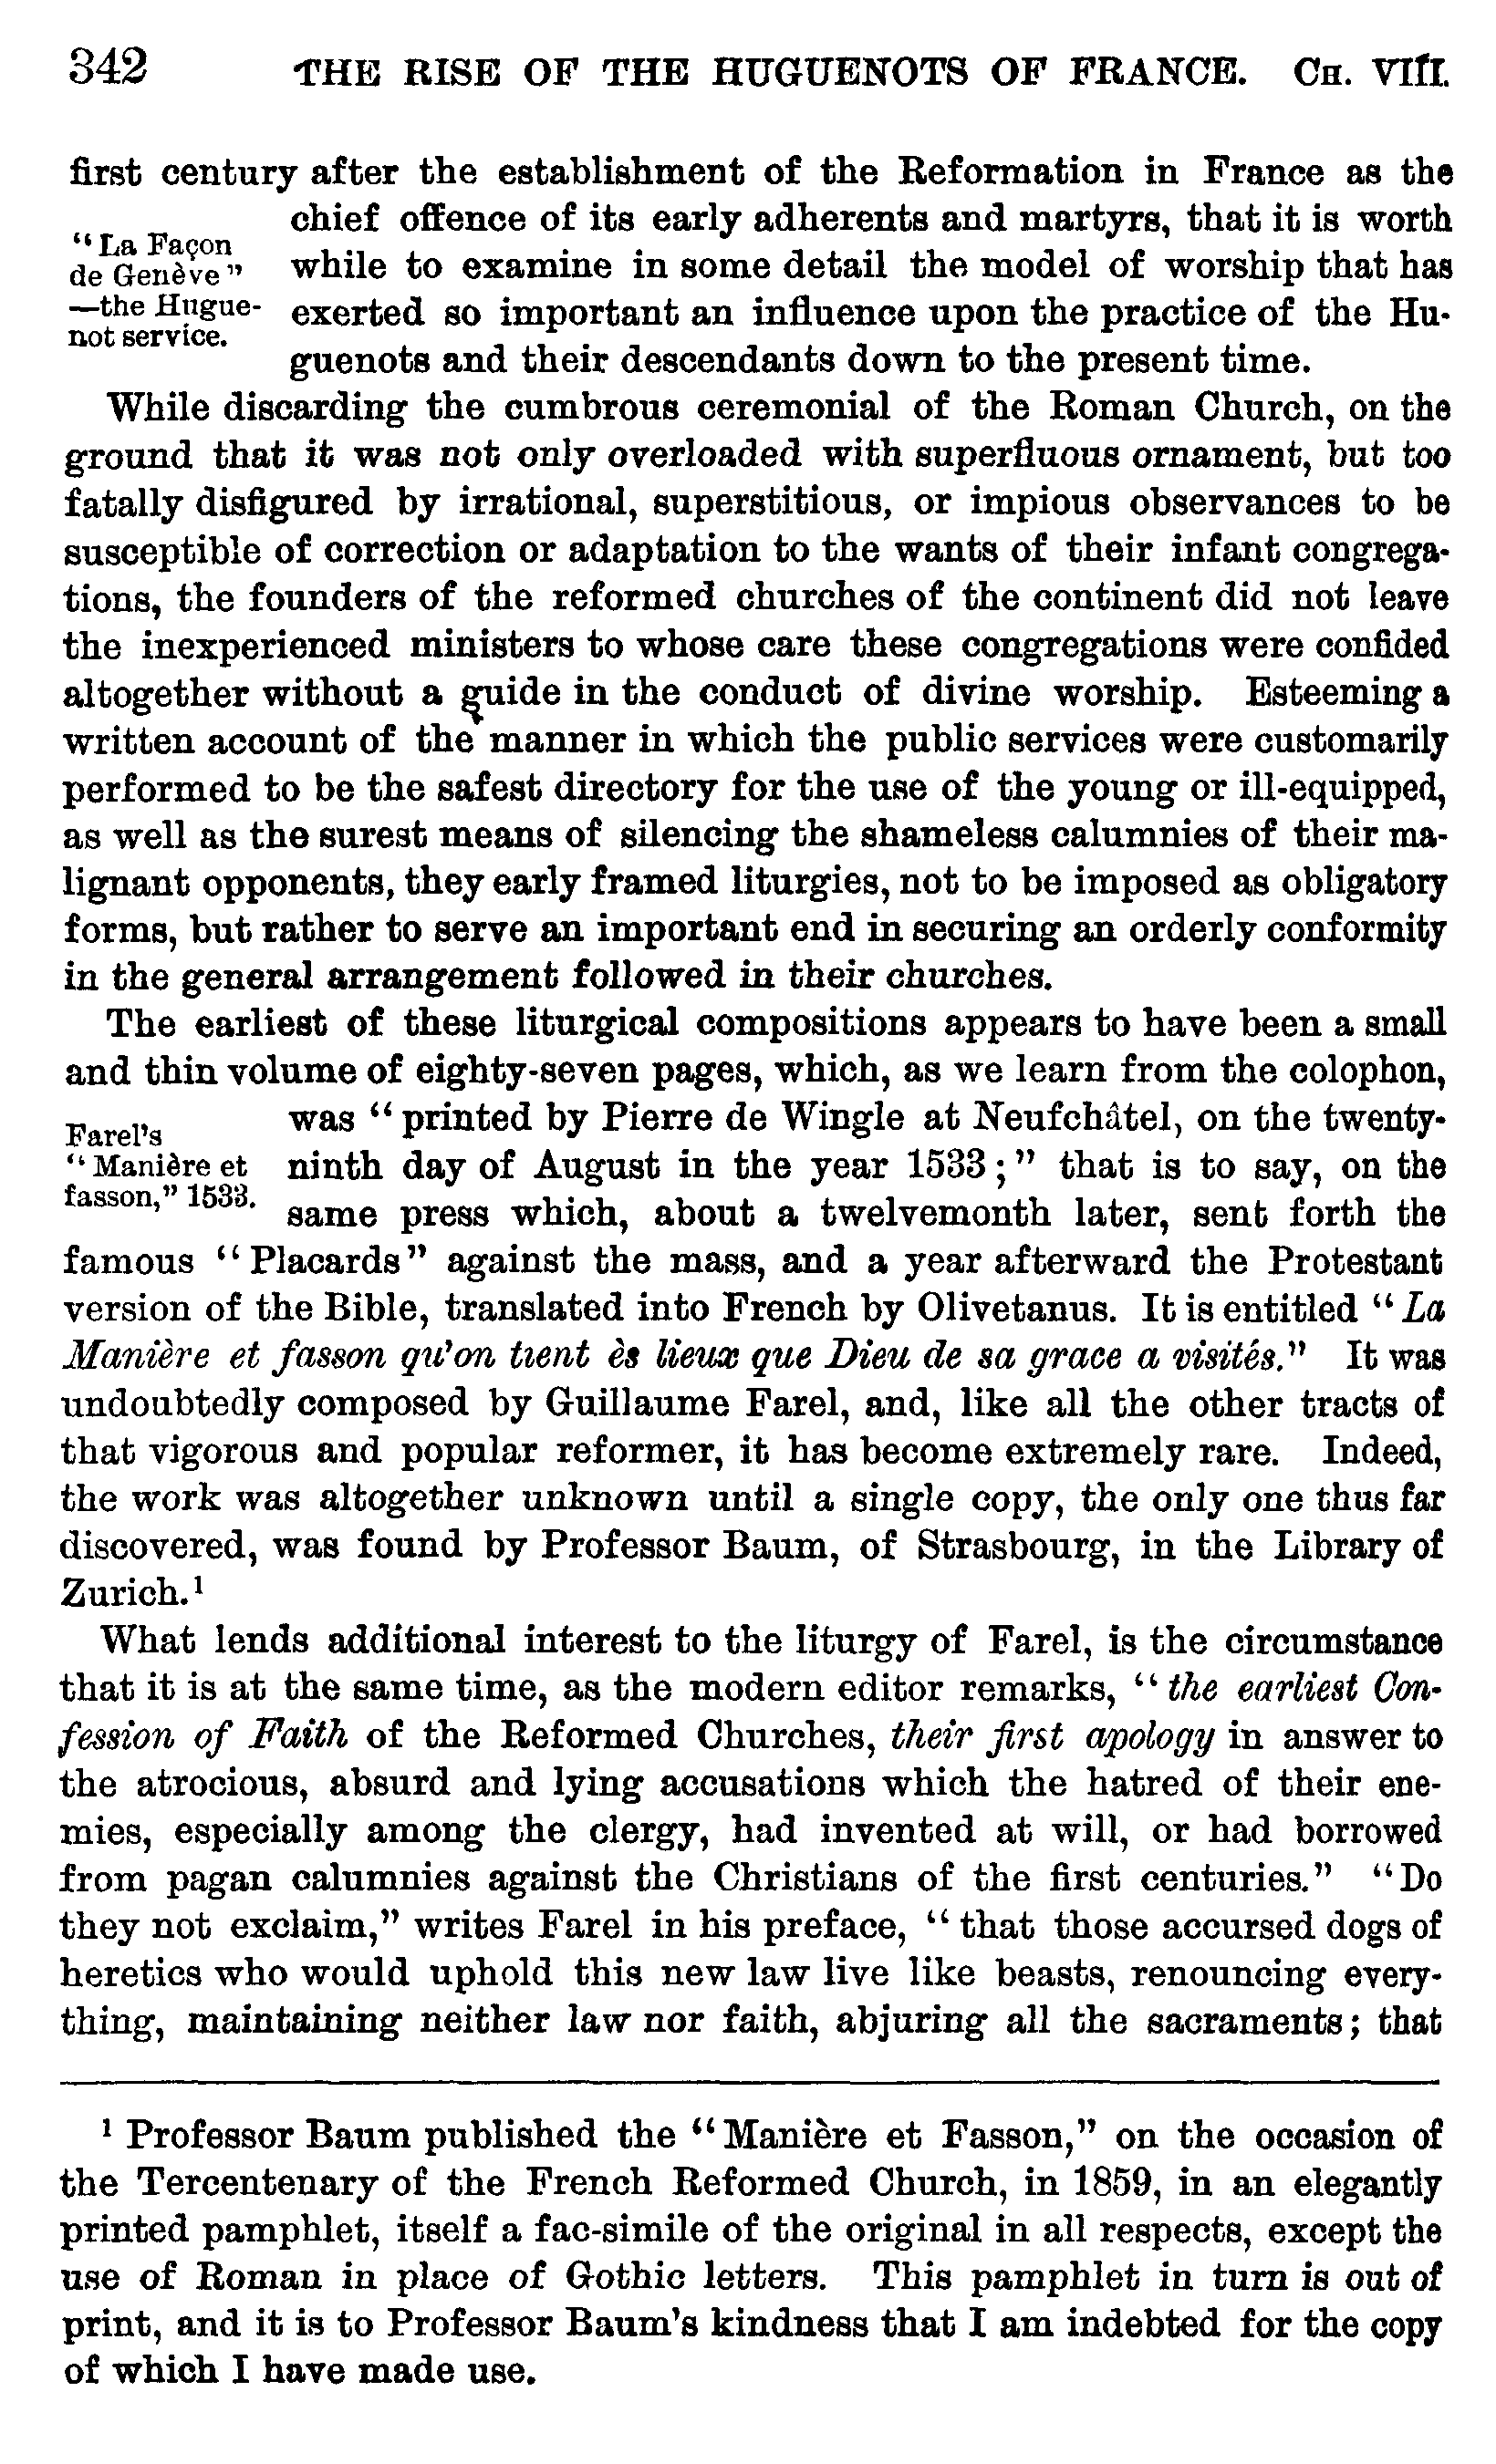 342 THE RISE OF THE HUGUENOTS OF FRANCE. CH. VIII.
first century after the establishment of the Reformation in France as the
chief offence of its early adherents and martyrs, that it is worth
"La Façon
de Genève"
—the Hugue-
not service.
while to examine in some detail the model of worship that has
exerted so important an influence upon the practice of the Hu-
guenots and their descendants down to the present time.
While discarding the cumbrous ceremonial of the Roman Church, on the
ground that it was not only overloaded with superfluous ornament, but too
fatally disfigured by irrational, superstitious, or impious observances to be
susceptible of correction or adaptation to the wants of their infant congrega-
tions, the founders of the reformed churches of the continent did not leave
the inexperienced ministers to whose care these congregations were confided
altogether without a guide in the conduct of divine worship. Esteeming a
written account of the manner in which the public services were customarily
performed to be the safest directory for the use of the young or ill-equipped,
as well as the surest means of silencing the shameless calumnies of their ma-
lignant opponents, they early framed liturgies, not to be imposed as obligatory
forms, but rather to serve an important end in securing an orderly conformity
in the general arrangement followed in their churches.
The earliest of these liturgical compositions appears to have been a small
and thin volume of eighty-seven pages, which, as we learn from the colophon,
Farel's
"Manière et
fasson," 1533.
was "printed by Pierre de Wingle at Neufchâtel, on the twenty-
ninth day of August in the year 1533;" that is to say, on the
same press which, about a twelvemonth later, sent forth the
famous "Placards" against the mass, and a year afterward the Protestant
version of the Bible, translated into French by Olivetanus. It is entitled "La
Manière et fasson qu'on tient ès lieux que Dieu de sa grace a visités." It was
undoubtedly composed by Guillaume Farel, and, like all the other tracts of
that vigorous and popular reformer, it has become extremely rare. Indeed,
the work was altogether unknown until a single copy, the only one thus far
discovered, was found by Professor Baum, of Strasbourg, in the Library of
Zurich.¹
What lends additional interest to the liturgy of Farel, is the circumstance
that it is at the same time, as the modern editor remarks, "the earliest Con-
fession of Faith of the Reformed Churches, their first apology in answer to
the atrocious, absurd and lying accusations which the hatred of their ene-
mies, especially among the clergy, had invented at will, or had borrowed
from pagan calumnies against the Christians of the first centuries." "Do
they not exclaim," writes Farel in his preface, "that those accursed dogs of
heretics who would uphold this new law live like beasts, renouncing every-
thing, maintaining neither law nor faith, abjuring all the sacraments; that
¹ Professor Baum published the "Manière et Fasson," on the occasion of
the Tercentenary of the French Reformed Church, in 1859, in an elegantly
printed pamphlet, itself a fac-simile of the original in all respects, except the
use of Roman in place of Gothic letters. This pamphlet in turn is out of
print, and it is to Professor Baum's kindness that I am indebted for the copy
of which I have made use.